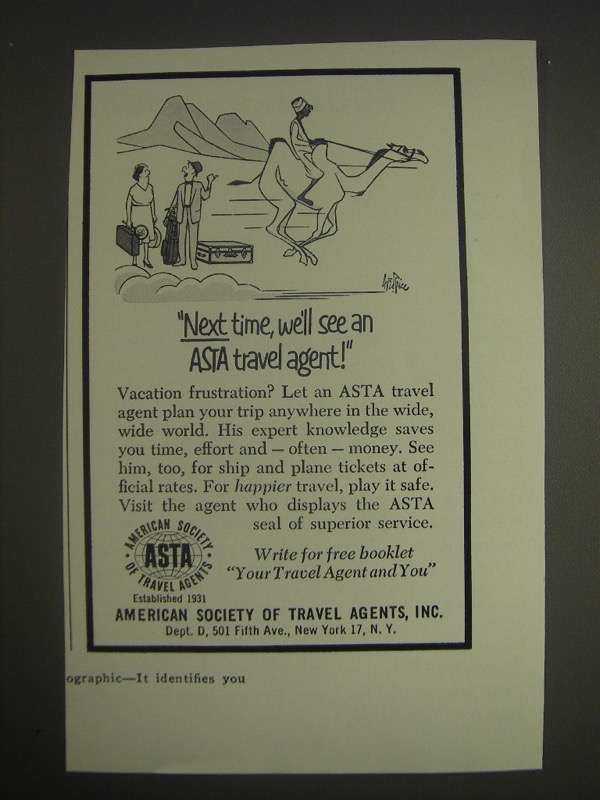 "Next time, we'll see an
ASTA travel agent!"
Vacation frustration? Let an ASTA travel
agent plan your trip anywhere in the wide,
wide world. His expert knowledge saves
you time, effort and — often — money. See
him, too, for ship and plane tickets at of-
ficial rates. For happier travel, play it safe.
Visit the agent who displays the ASTA
seal of superior service.
AMERICAN SOCIETY
ASTA
OF TRAVEL AGENTS
Established 1931
Write for free booklet
"Your Travel Agent and You"
AMERICAN SOCIETY OF TRAVEL AGENTS, INC.
Dept. D, 501 Fifth Ave., New York 17, N. Y.
ographic—It identifies you